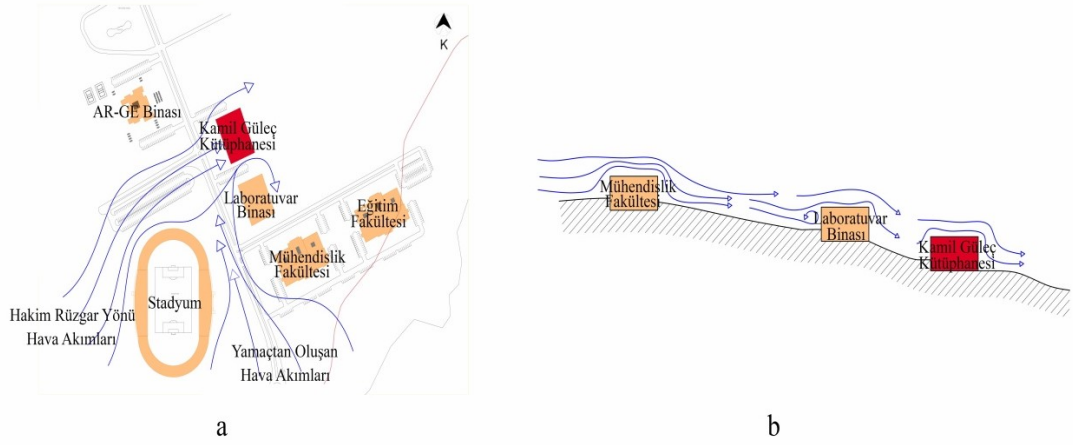 K
AR-GE Binası
Kamil Güleç
Kütüphanesi
Laboratuvar
Binası
Eğitim
Fakültesi
Mühendislik
Fakültesi
Stadyum
Hakim Rüzgar Yönü
Hava Akımları
Yamaçtan Oluşan
Hava Akımları
a
Mühendislik
Fakültesi
Laboratuvar
Binası
Kamil Güleç
Kütüphanesi
b